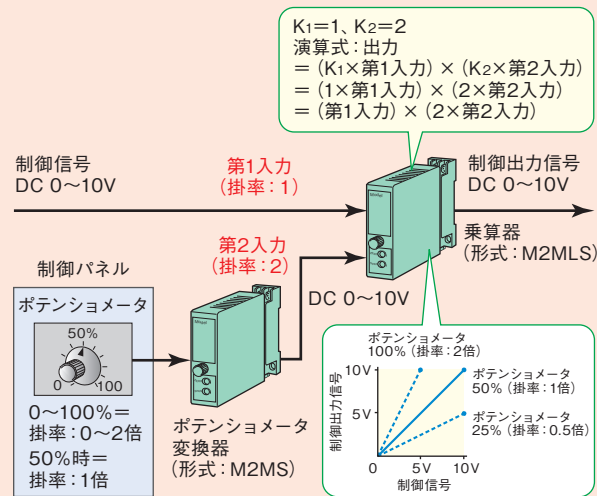 K1=1、K2=2
演算式：出力
=（K1×第1入力）×（K2×第2入力）
=（1×第1入力）×（2×第2入力）
=（第1入力）×（2×第2入力）
制御信号
DC 0〜10V
第1入力
（掛率：1）
制御出力信号
DC 0〜10V
乗算器
（形式：M2MLS）
第2入力
（掛率：2）
DC 0〜10V
制御パネル
ポテンショメータ
50%
0
100
0〜100%=
掛率：0〜2倍
50%時=
掛率：1倍
ポテンショメータ
変換器
（形式：M2MS）
ポテンショメータ
100%（掛率：2倍）
制御出力信号
10V
5V
0
5V
10V
制御信号
ポテンショメータ
50%（掛率：1倍）
ポテンショメータ
25%（掛率：0.5倍）